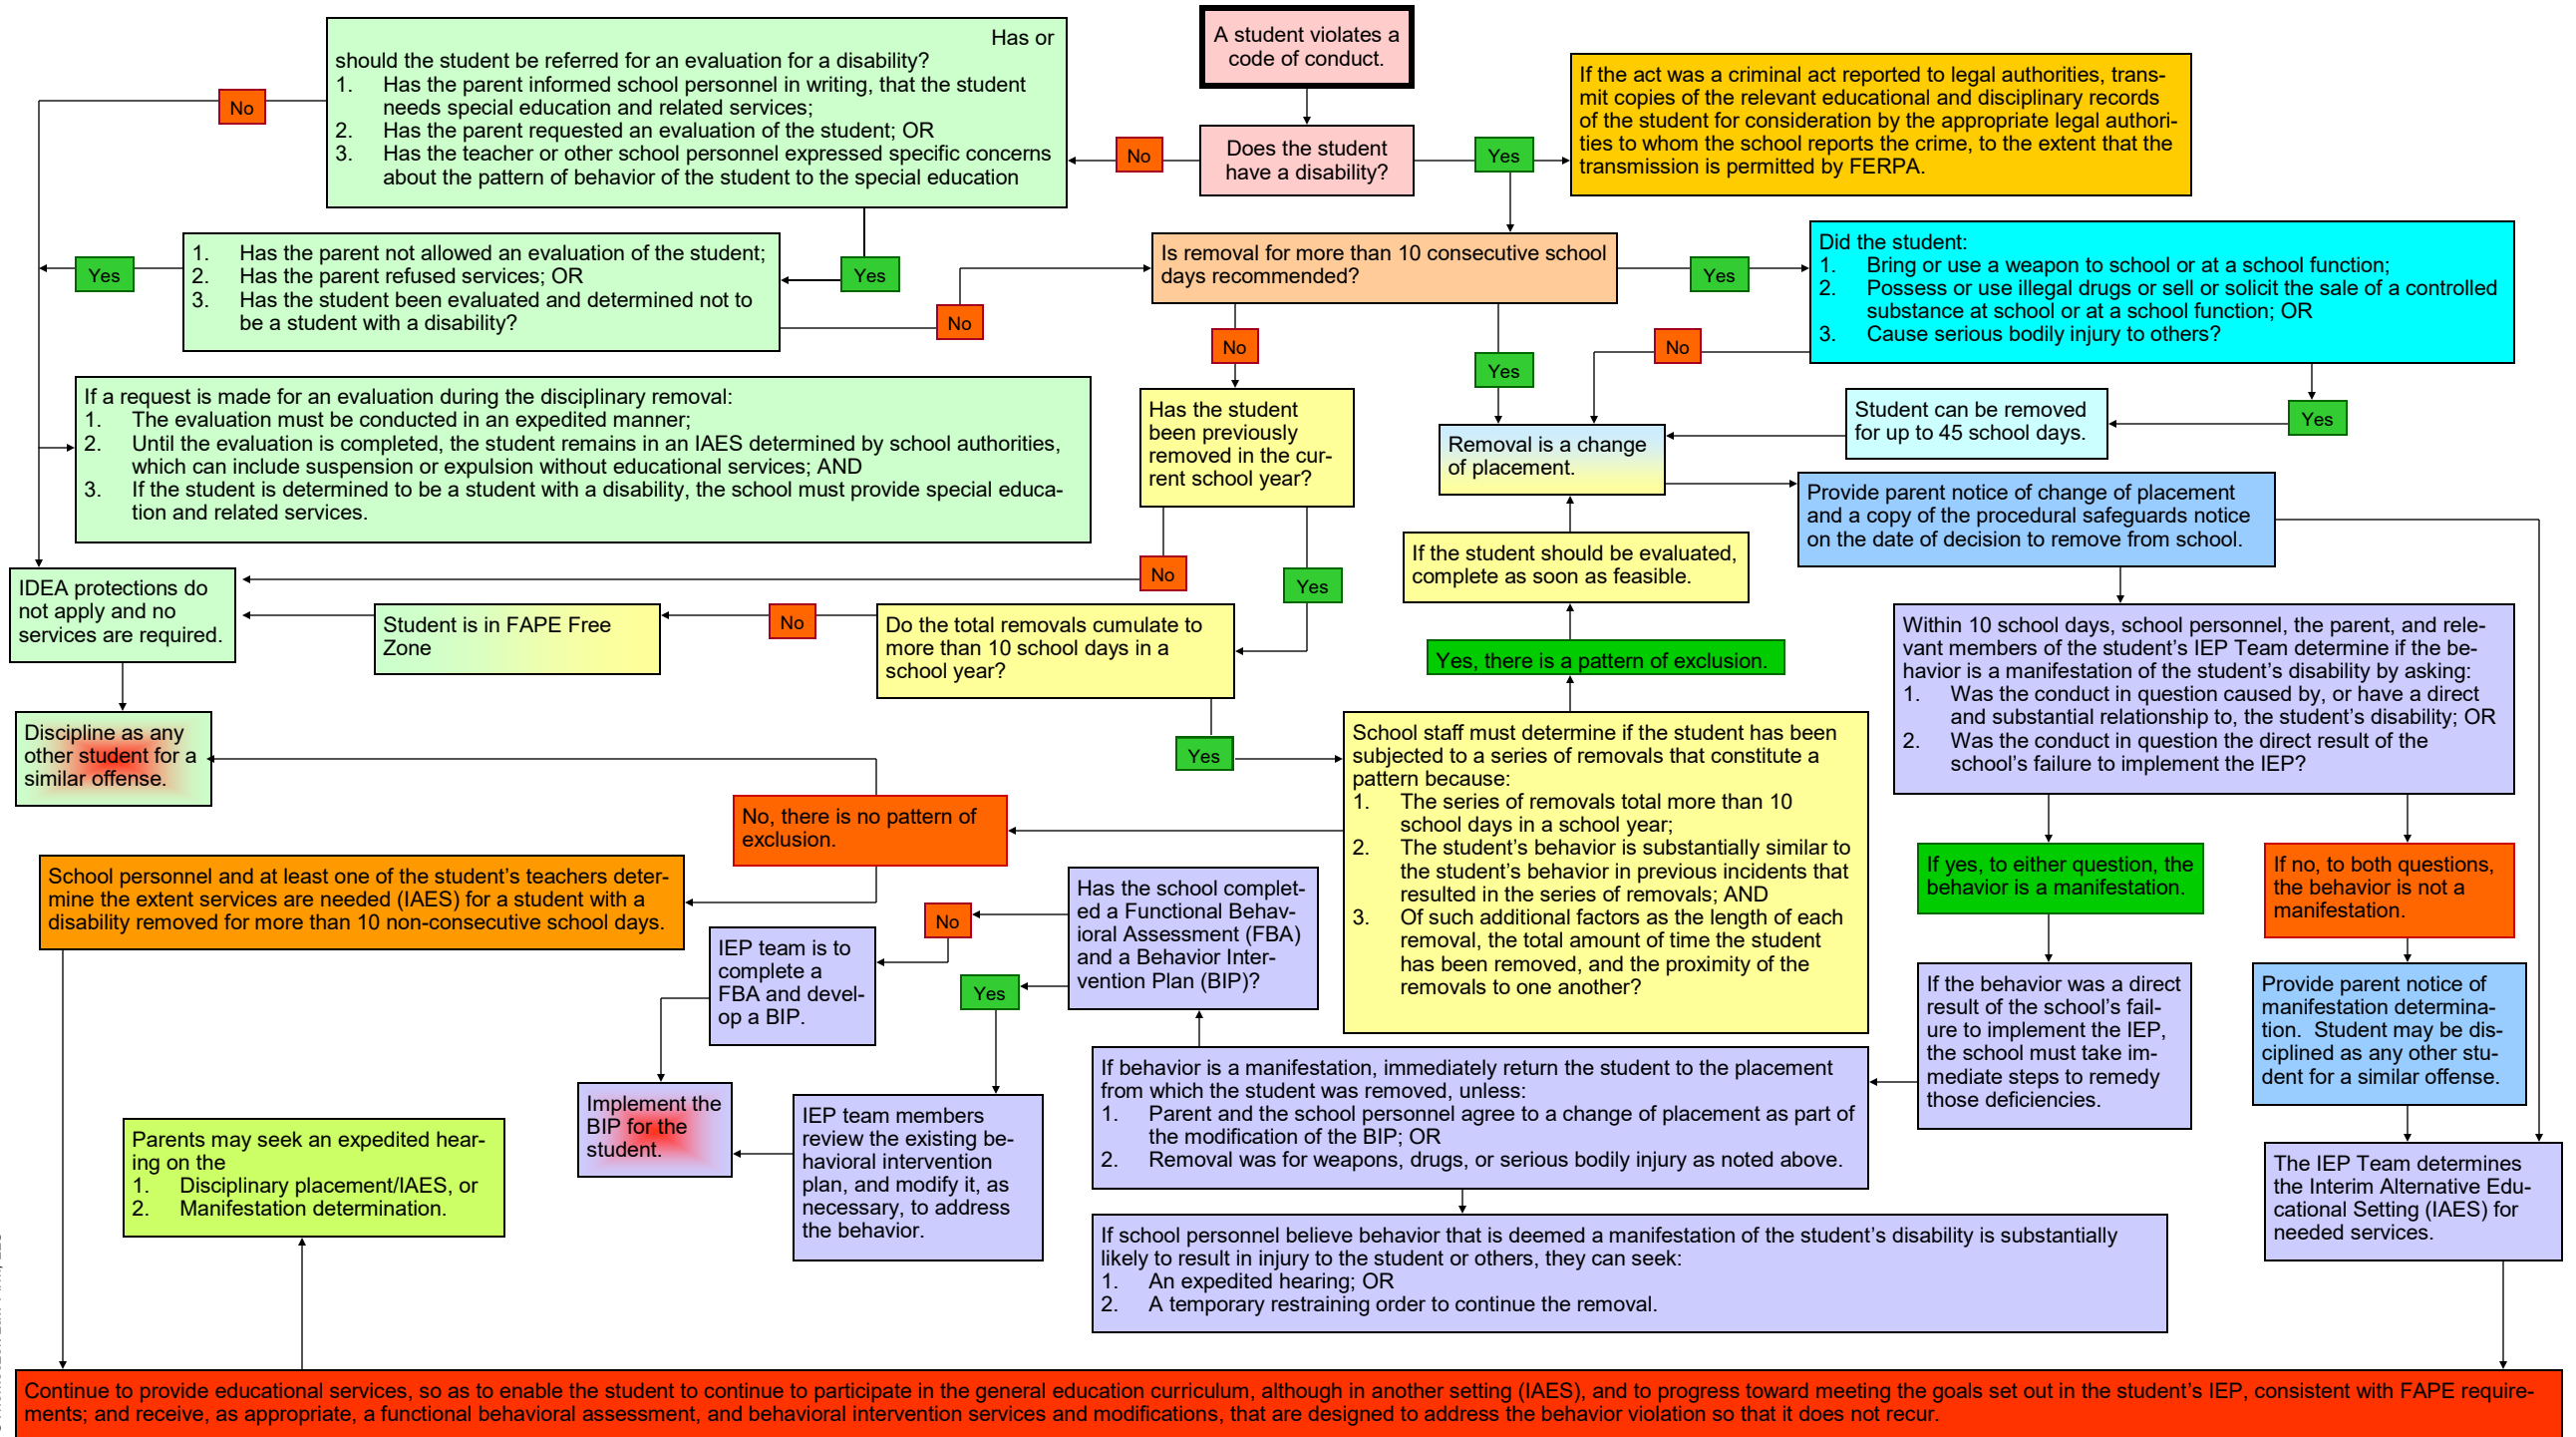 A student violates a
code of conduct.
Has or
should the student be referred for an evaluation for a disability?
1. Has the parent informed school personnel in writing, that the student
needs special education and related services;
2. Has the parent requested an evaluation of the student; OR
3. Has the teacher or other school personnel expressed specific concerns
about the pattern of behavior of the student to the special education
No
No
Does the student
have a disability?
Yes
If the act was a criminal act reported to legal authorities, trans-
mit copies of the relevant educational and disciplinary records
of the student for consideration by the appropriate legal authori-
ties to whom the school reports the crime, to the extent that the
transmission is permitted by FERPA.
Yes
1. Has the parent not allowed an evaluation of the student;
2. Has the parent refused services; OR
3. Has the student been evaluated and determined not to
be a student with a disability?
Yes
No
Is removal for more than 10 consecutive school
days recommended?
Yes
Did the student:
1. Bring or use a weapon to school or at a school function;
2. Possess or use illegal drugs or sell or solicit the sale of a controlled
substance at school or at a school function; OR
3. Cause serious bodily injury to others?
No
Yes
No
Yes
If a request is made for an evaluation during the disciplinary removal:
1. The evaluation must be conducted in an expedited manner;
2. Until the evaluation is completed, the student remains in an IAES determined by school authorities,
which can include suspension or expulsion without educational services; AND
3. If the student is determined to be a student with a disability, the school must provide special educa-
tion and related services.
Has the student
been previously
removed in the cur-
rent school year?
Removal is a change
of placement.
Student can be removed
for up to 45 school days.
Provide parent notice of change of placement
and a copy of the procedural safeguards notice
on the date of decision to remove from school.
If the student should be evaluated,
complete as soon as feasible.
No
Yes
IDEA protections do
not apply and no
services are required.
Student is in FAPE Free
Zone
No
Do the total removals cumulate to
more than 10 school days in a
school year?
Yes, there is a pattern of exclusion.
Within 10 school days, school personnel, the parent, and rele-
vant members of the student’s IEP Team determine if the be-
havior is a manifestation of the student’s disability by asking:
1. Was the conduct in question caused by, or have a direct
and substantial relationship to, the student’s disability; OR
2. Was the conduct in question the direct result of the
school’s failure to implement the IEP?
Discipline as any
other student for a
similar offense.
Yes
School staff must determine if the student has been
subjected to a series of removals that constitute a
pattern because:
1. The series of removals total more than 10
school days in a school year;
2. The student’s behavior is substantially similar to
the student’s behavior in previous incidents that
resulted in the series of removals; AND
3. Of such additional factors as the length of each
removal, the total amount of time the student
has been removed, and the proximity of the
removals to one another?
No, there is no pattern of
exclusion.
School personnel and at least one of the student’s teachers deter-
mine the extent services are needed (IAES) for a student with a
disability removed for more than 10 non-consecutive school days.
Has the school complet-
ed a Functional Behav-
ioral Assessment (FBA)
and a Behavior Inter-
vention Plan (BIP)?
No
Yes
IEP team is to
complete a
FBA and devel-
op a BIP.
If yes, to either question, the
behavior is a manifestation.
If no, to both questions,
the behavior is not a
manifestation.
If the behavior was a direct
result of the school’s fail-
ure to implement the IEP,
the school must take im-
mediate steps to remedy
those deficiencies.
Provide parent notice of
manifestation determina-
tion. Student may be dis-
ciplined as any other stu-
dent for a similar offense.
If behavior is a manifestation, immediately return the student to the placement
from which the student was removed, unless:
1. Parent and the school personnel agree to a change of placement as part of
the modification of the BIP; OR
2. Removal was for weapons, drugs, or serious bodily injury as noted above.
Implement the
BIP for the
student.
IEP team members
review the existing be-
havioral intervention
plan, and modify it, as
necessary, to address
the behavior.
Parents may seek an expedited hear-
ing on the
1. Disciplinary placement/IAES, or
2. Manifestation determination.
The IEP Team determines
the Interim Alternative Edu-
cational Setting (IAES) for
needed services.
If school personnel believe behavior that is deemed a manifestation of the student’s disability is substantially
likely to result in injury to the student or others, they can seek:
1. An expedited hearing; OR
2. A temporary restraining order to continue the removal.
Continue to provide educational services, so as to enable the student to continue to participate in the general education curriculum, although in another setting (IAES), and to progress toward meeting the goals set out in the student’s IEP, consistent with FAPE require-
ments; and receive, as appropriate, a functional behavioral assessment, and behavioral intervention services and modifications, that are designed to address the behavior violation so that it does not recur.